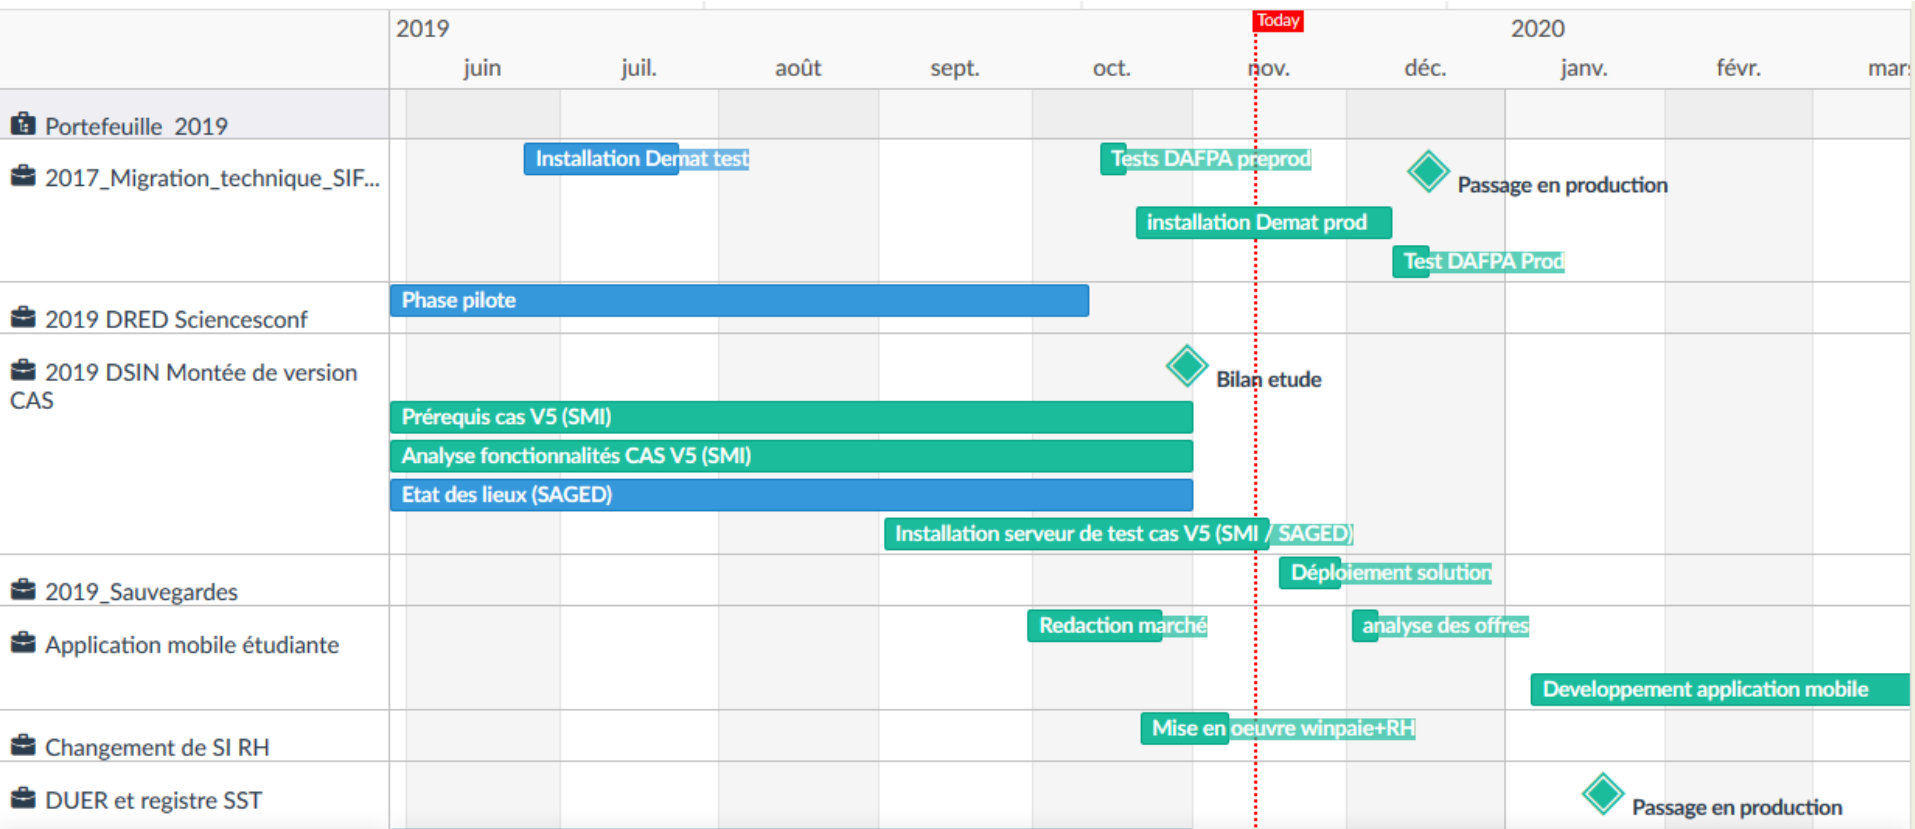 2019
Today
2020
juin juil. août sept. oct. nov. déc. janv. févr. mar
Portefeuille 2019
Installation Demat test
Tests DAFPA preprod
2017_Migration_technique_SIF...
Passage en production
installation Demat prod
Test DAFPA Prod
Phase pilote
2019 DRED Sciencesconf
2019 DSIN Montée de version
CAS
Bilan etude
Prérequis cas V5 (SMI)
Analyse fonctionnalités CAS V5 (SMI)
Etat des lieux (SAGED)
Installation serveur de test cas V5 (SMI / SAGED)
Déploiement solution
2019_Sauvegardes
Redaction marché
analyse des offres
Application mobile étudiante
Developpement application mobile
Mise en oeuvre winpaie+RH
Changement de SI RH
DUER et registre SST
Passage en production